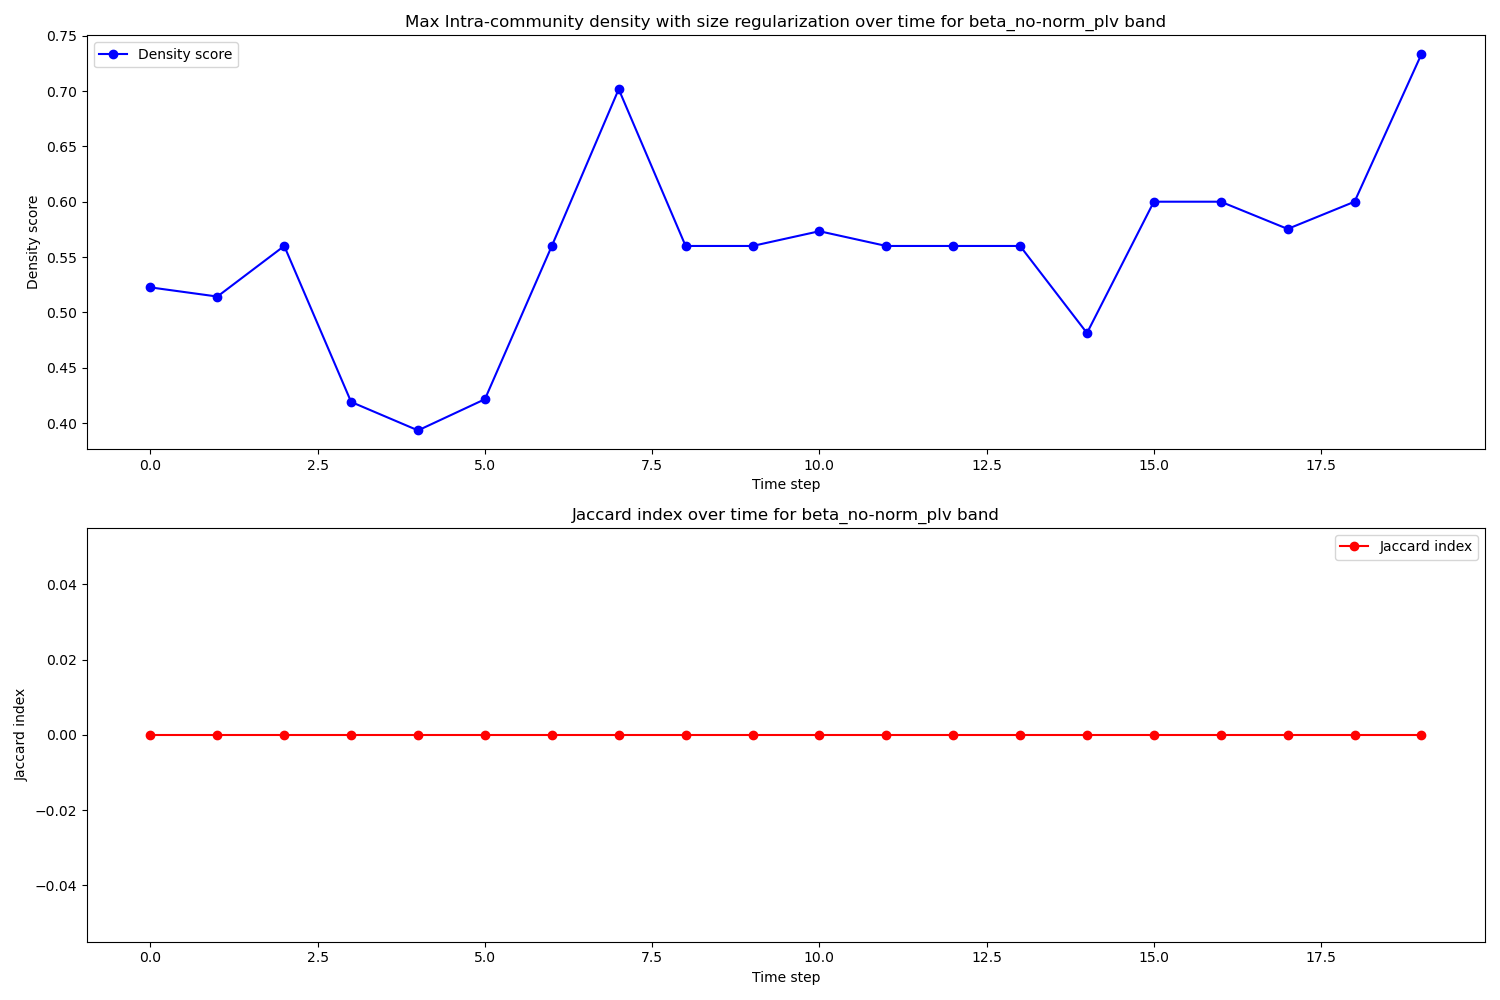 Max Intra-community density with size regularization over time for beta_no-norm_plv band
Density score
0.75
0.70
0.65
0.60
0.55
0.50
0.45
0.40
Density score
0.0 2.5 5.0 7.5 10.0 12.5 15.0 17.5
Time step
Jaccard index over time for beta_no-norm_plv band
Jaccard index
0.04
0.02
0.00
−0.02
−0.04
Jaccard index
0.0 2.5 5.0 7.5 10.0 12.5 15.0 17.5
Time step